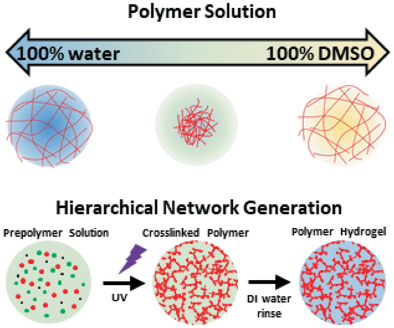 Polymer Solution
100% water 100% DMSO
Hierarchical Network Generation
Prepolymer Solution Crosslinked Polymer Polymer Hydrogel
UV DI water
rinse